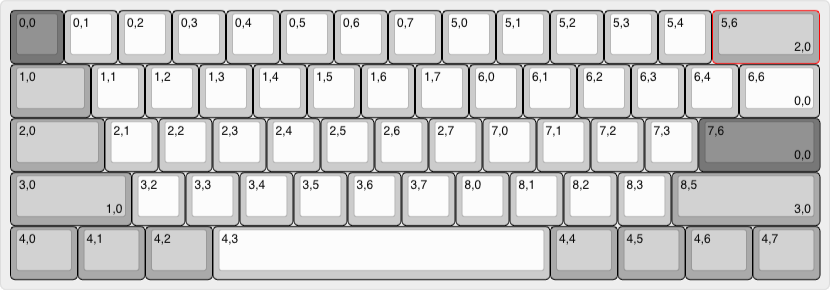 0,0 0,1 0,2 0,3 0,4 0,5 0,6 0,7 5,0 5,1 5,2 5,3 5,4 5,6
2,0
1,0 1,1 1,2 1,3 1,4 1,5 1,6 1,7 6,0 6,1 6,2 6,3 6,4 6,6
0,0
2,0 2,1 2,2 2,3 2,4 2,5 2,6 2,7 7,0 7,1 7,2 7,3 7,6
0,0
3,0 3,2 3,3 3,4 3,5 3,6 3,7 8,0 8,1 8,2 8,3 8,5
1,0 3,0
4,0 4,1 4,2 4,3 4,4 4,5 4,6 4,7